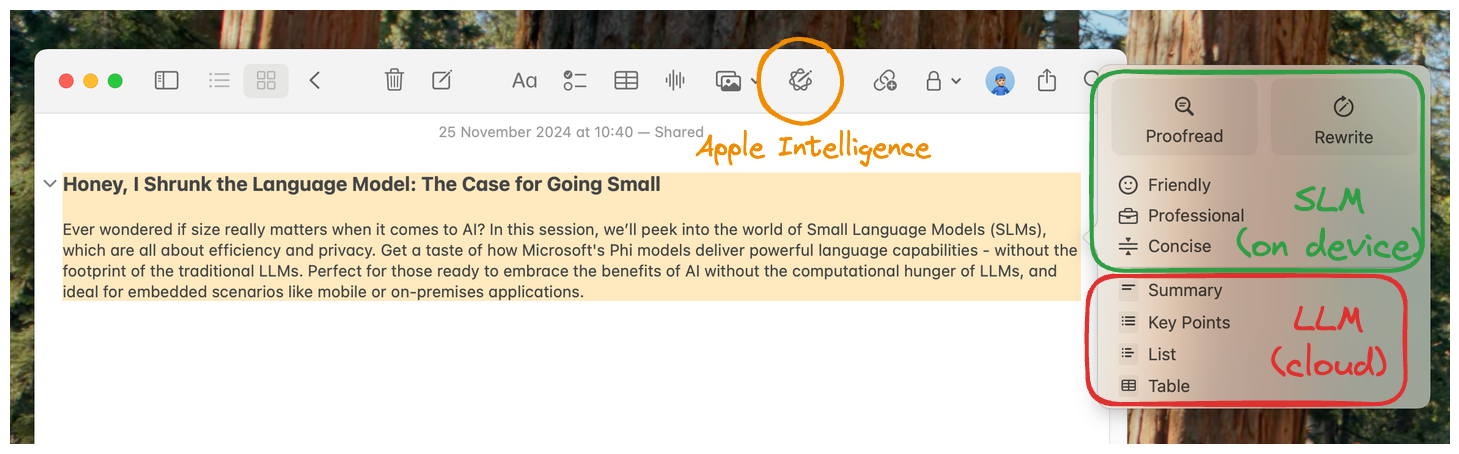 Aa
25 November 2024 at 10:40 — Shared
Apple Intelligence
Honey, I Shrunk the Language Model: The Case for Going Small
Ever wondered if size really matters when it comes to AI? In this session, we’ll peek into the world of Small Language Models (SLMs),
which are all about efficiency and privacy. Get a taste of how Microsoft's Phi models deliver powerful language capabilities - without the
footprint of the traditional LLMs. Perfect for those ready to embrace the benefits of AI without the computational hunger of LLMs, and
ideal for embedded scenarios like mobile or on-premises applications.
Proofread
Rewrite
Friendly
Professional
Concise
SLM
(on device)
Summary
Key Points
List
Table
LLM
(cloud)